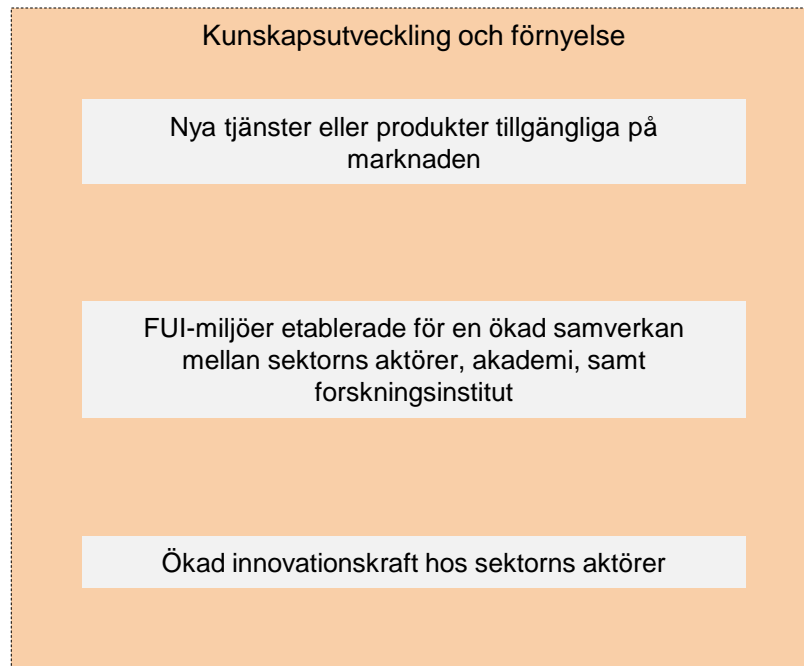 Kunskapsutveckling och förnyelse
Nya tjänster eller produkter tillgängliga på
marknaden
FUI-miljöer etablerade för en ökad samverkan
mellan sektorns aktörer, akademi, samt
forskningsinstitut
Ökad innovationskraft hos sektorns aktörer